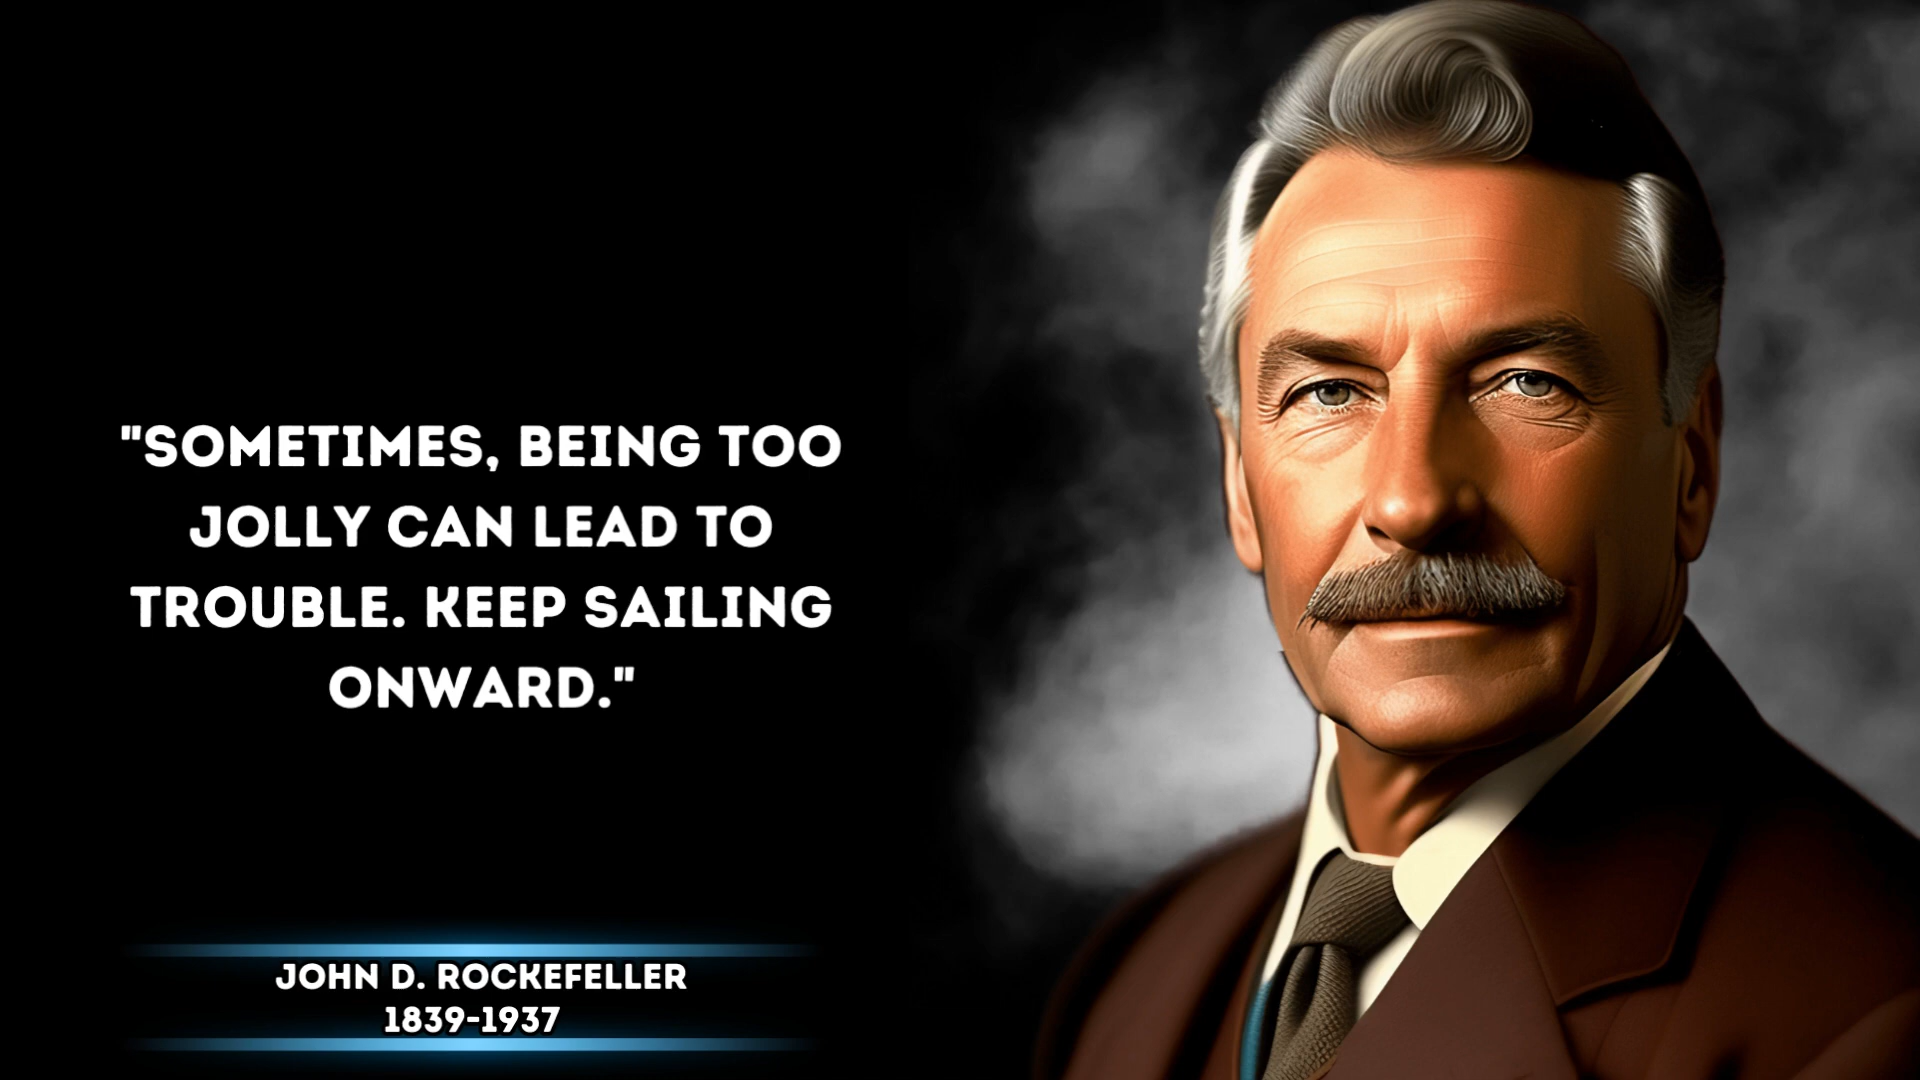 "SOMETIMES, BEING TOO
JOLLY CAN LEAD TO
TROUBLE. KEEP SAILING
ONWARD."
JOHN D. ROCKEFELLER
1839-1937